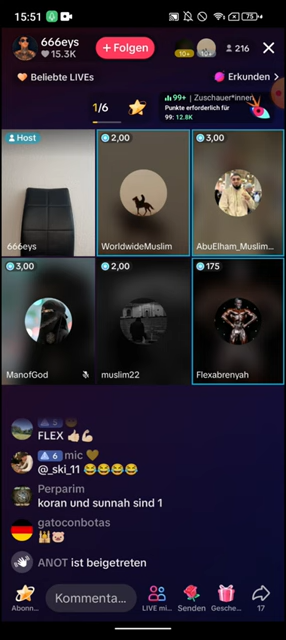 15:51
75
666eys
15.3K
+ Folgen
10+
10+
216
Beliebte LIVEs
Erkunden >
1/6
99+ | Zuschauer*innen
Punkte erforderlich für
99: 12.8K
Host
2,00
3,00
666eys
WorldwideMuslim
AbuElham_Muslim...
3,00
2,00
175
ManofGod
muslim22
Flexabrenyah
FLEX 👍🏻💪🏻
6 mic 🤎
@_ski_11 😂😂😂😂
Perparim
koran und sunnah sind 1
gatoconbotas
🕌🐷
ANOT ist beigetreten
Abonn...
Kommenta...
LIVE mi...
Senden
Gesche...
17